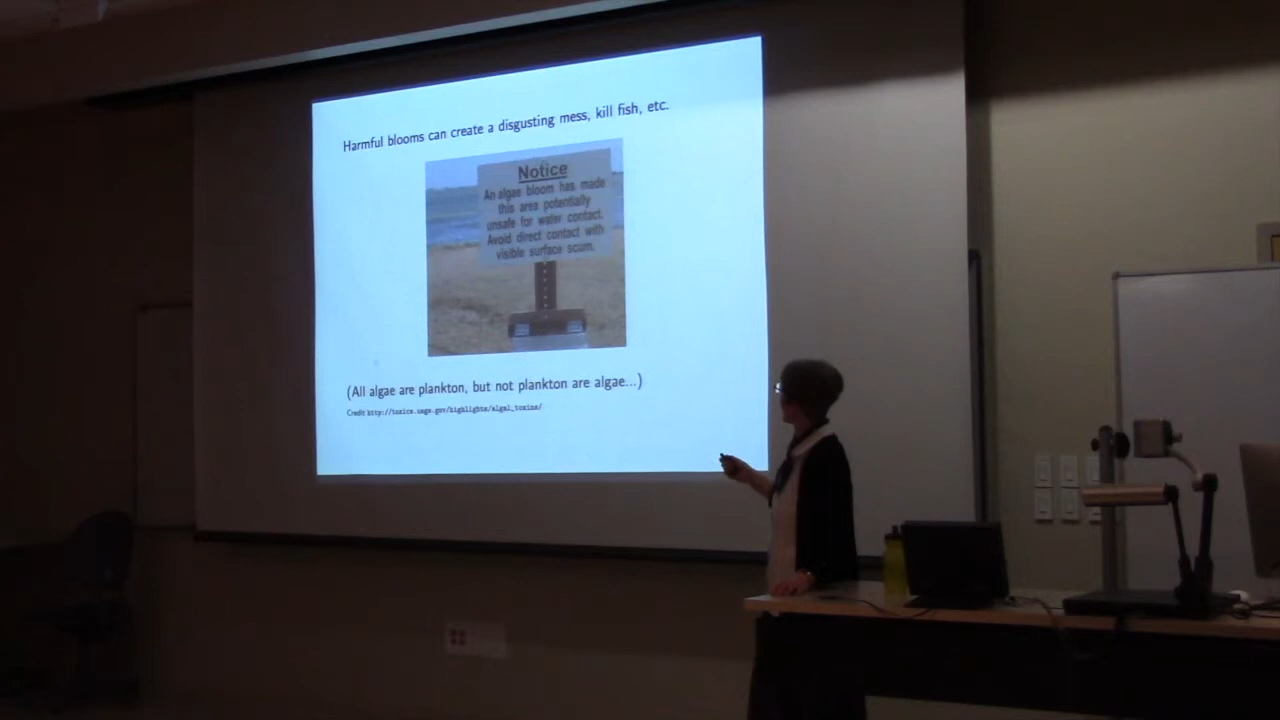 Harmful blooms can create a disgusting mess, kill fish, etc.
Notice
An algae bloom has made
this area potentially
unsafe for water contact.
Avoid direct contact with
visible surface scum.
(All algae are plankton, but not plankton are algae...)
Credit http://toxics.usgs.gov/highlights/algal_toxins/